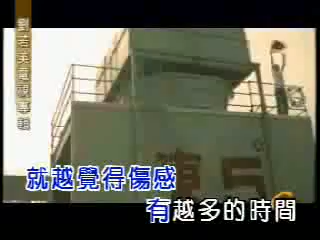 劉若英電視專輯
就越覺得傷感
有越多的時間